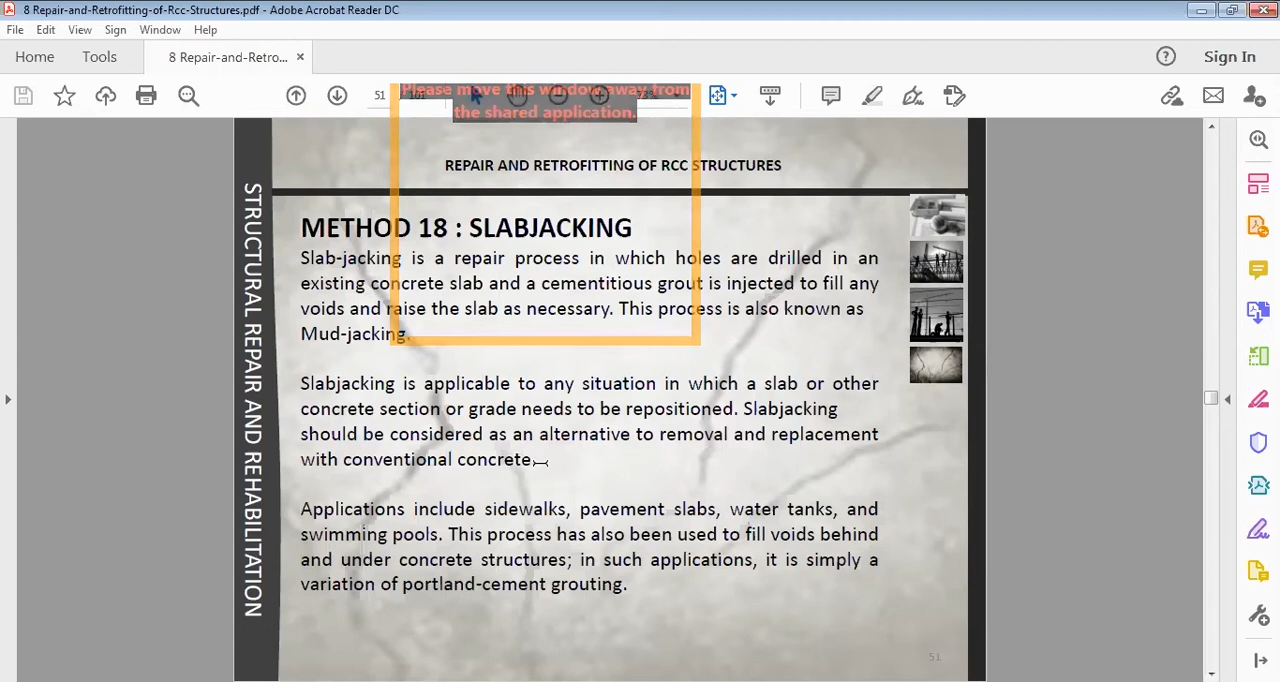 8 Repair-and-Retrofitting-of-Rcc-Structures.pdf - Adobe Acrobat Reader DC
File Edit View Sign Window Help
Home Tools 8 Repair-and-Retro... × Sign In
51 / 101
Please move this window away from
the shared application.
REPAIR AND RETROFITTING OF RCC STRUCTURES
STRUCTURAL REPAIR AND REHABILITATION
METHOD 18 : SLABJACKING
Slab-jacking is a repair process in which holes are drilled in an
existing concrete slab and a cementitious grout is injected to fill any
voids and raise the slab as necessary. This process is also known as
Mud-jacking.
Slabjacking is applicable to any situation in which a slab or other
concrete section or grade needs to be repositioned. Slabjacking
should be considered as an alternative to removal and replacement
with conventional concrete.
Applications include sidewalks, pavement slabs, water tanks, and
swimming pools. This process has also been used to fill voids behind
and under concrete structures; in such applications, it is simply a
variation of portland-cement grouting.
51